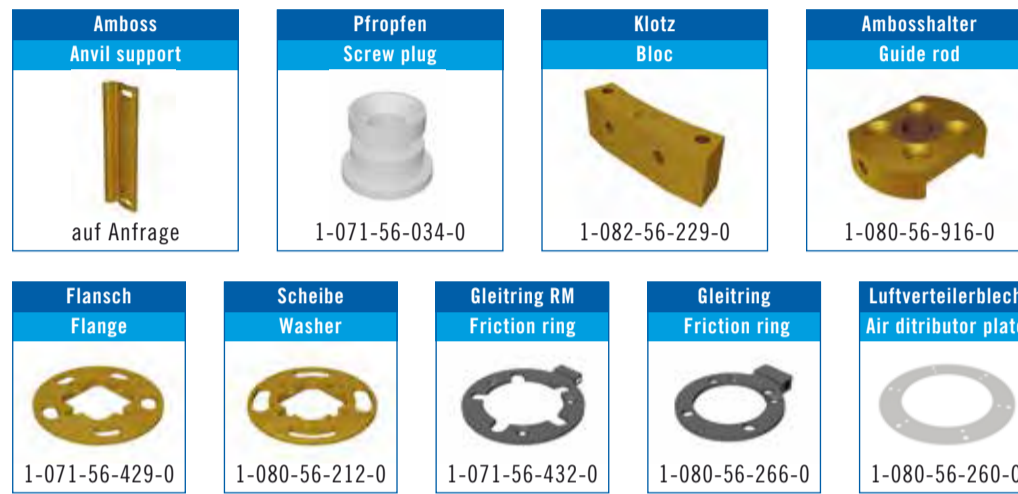 Amboss
Anvil support
auf Anfrage
Pfropfen
Screw plug
1-071-56-034-0
Klotz
Bloc
1-082-56-229-0
Ambosshalter
Guide rod
1-080-56-916-0
Flansch
Flange
1-071-56-429-0
Scheibe
Washer
1-080-56-212-0
Gleitring RM
Friction ring
1-071-56-432-0
Gleitring
Friction ring
1-080-56-266-0
Luftverteilerblech
Air ditributor plate
1-080-56-260-0